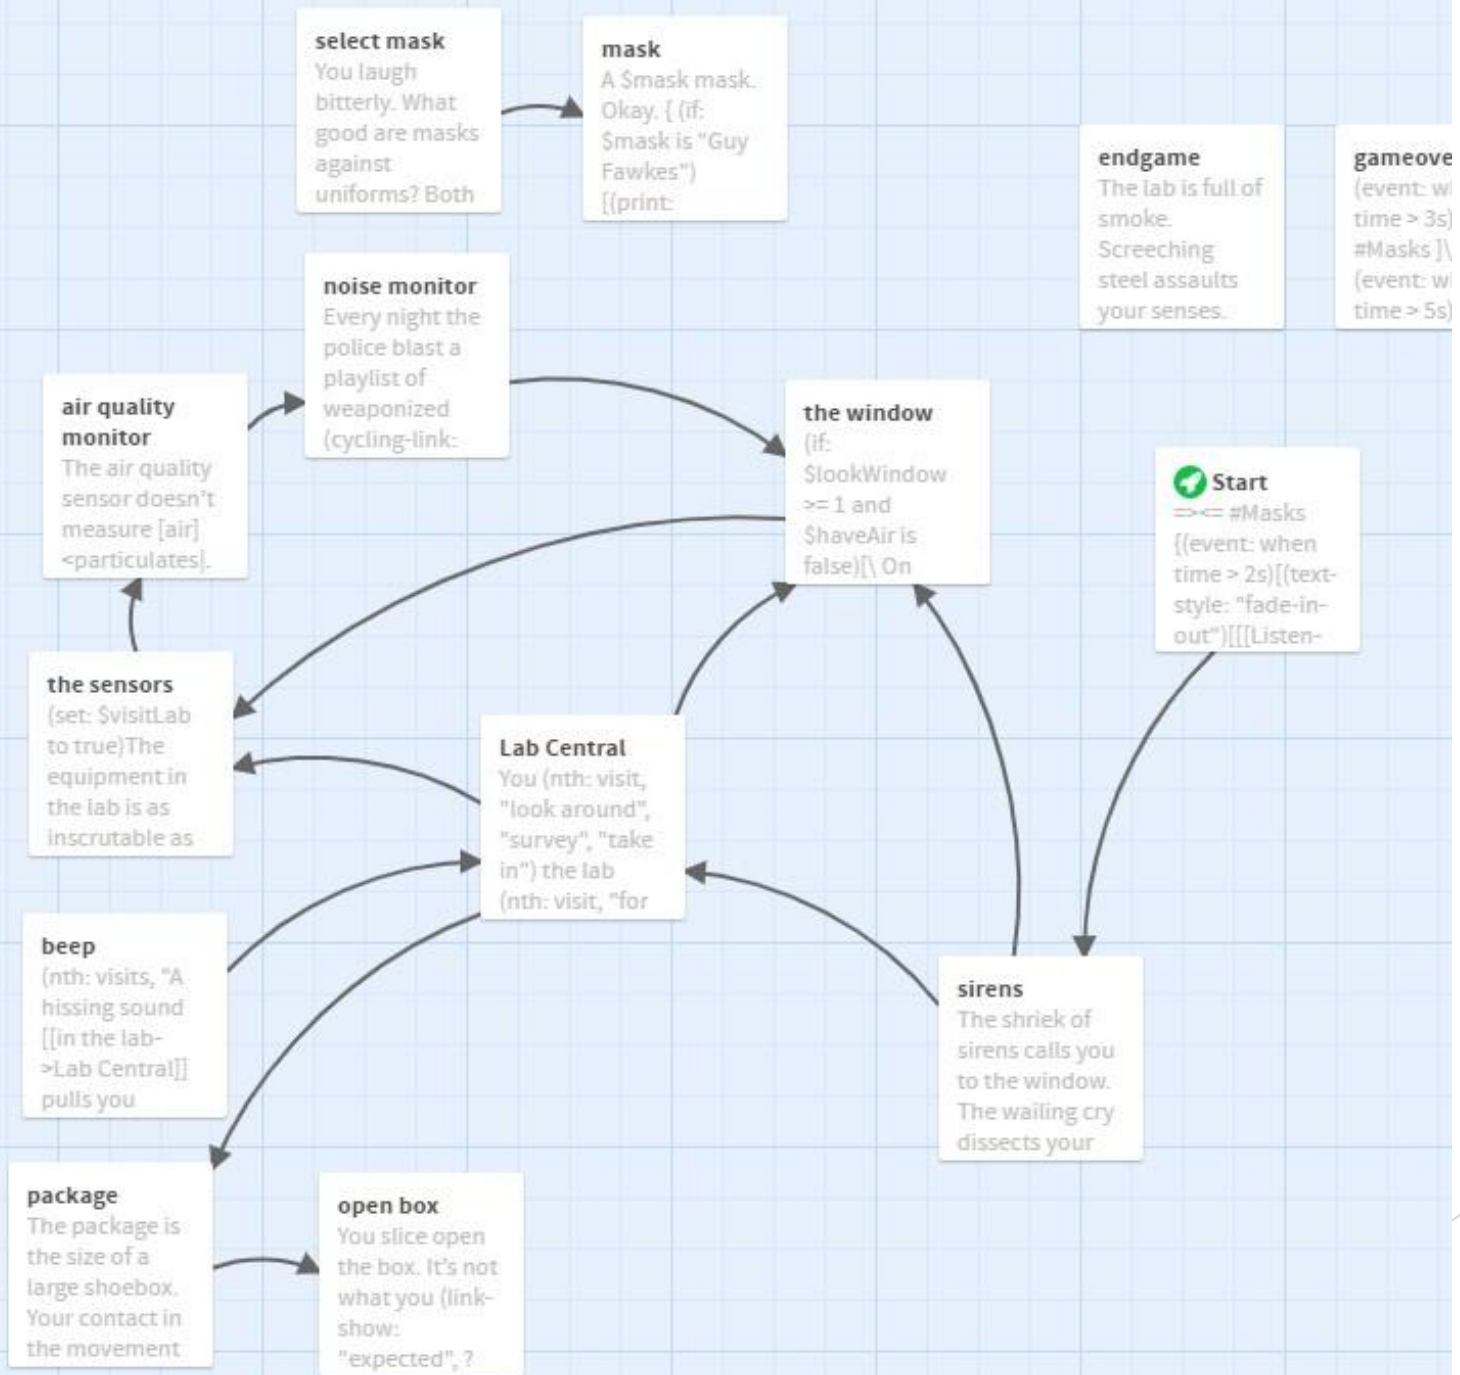 select mask
You laugh
bitterly. What
good are masks
against
uniforms? Both
mask
A $mask mask.
Okay. { (if:
$mask is "Guy
Fawkes")
[(print:
endgame
The lab is full of
smoke.
Screeching
steel assaults
your senses.
gameove
(event: w
time > 3s)
#Masks ]\
(event: w
time > 5s)
noise monitor
Every night the
police blast a
playlist of
weaponized
(cycling-link:
air quality
monitor
The air quality
sensor doesn't
measure [air]
<particulates|.
the window
(if:
$lookWindow
>= 1 and
$haveAir is
false)[\ On
Start
=><= #Masks
{(event: when
time > 2s)[(text-
style: "fade-in-
out")[[[Listen-
the sensors
(set: $visitLab
to true)The
equipment in
the lab is as
inscrutable as
Lab Central
You (nth: visit,
"look around",
"survey", "take
in") the lab
(nth: visit, "for
beep
(nth: visits, "A
hissing sound
[[in the lab-
>Lab Central]]
pulls you
sirens
The shriek of
sirens calls you
to the window.
The wailing cry
dissects your
package
The package is
the size of a
large shoebox.
Your contact in
the movement
open box
You slice open
the box. It's not
what you (link-
show:
"expected", ?